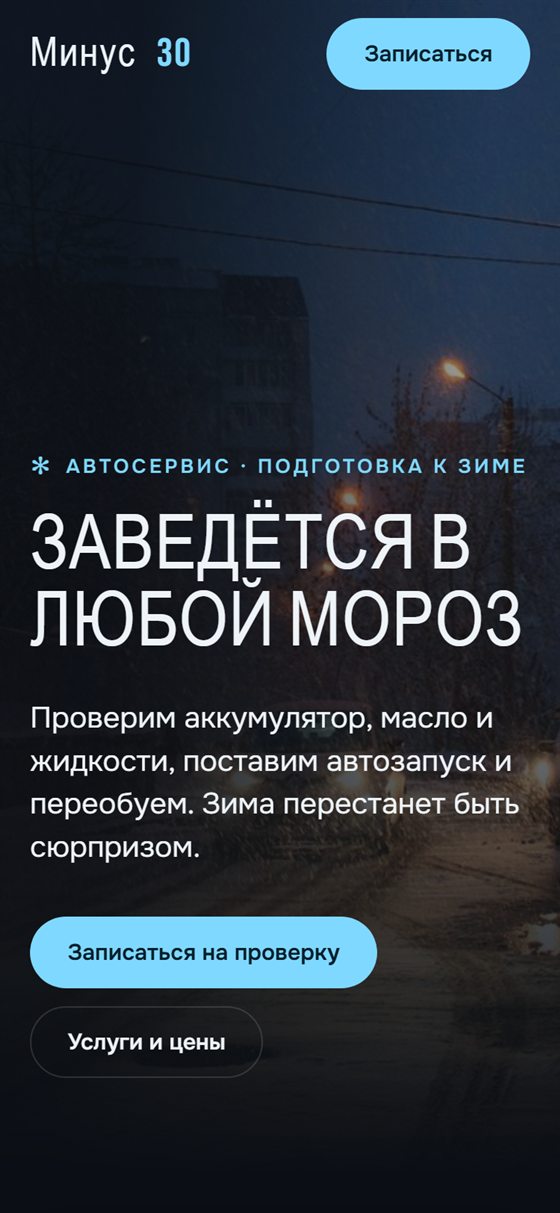 Минус 30
Записаться
✻ АВТОСЕРВИС · ПОДГОТОВКА К ЗИМЕ
ЗАВЕДЁТСЯ В
ЛЮБОЙ МОРОЗ
Проверим аккумулятор, масло и
жидкости, поставим автозапуск и
переобуем. Зима перестанет быть
сюрпризом.
Записаться на проверку
Услуги и цены